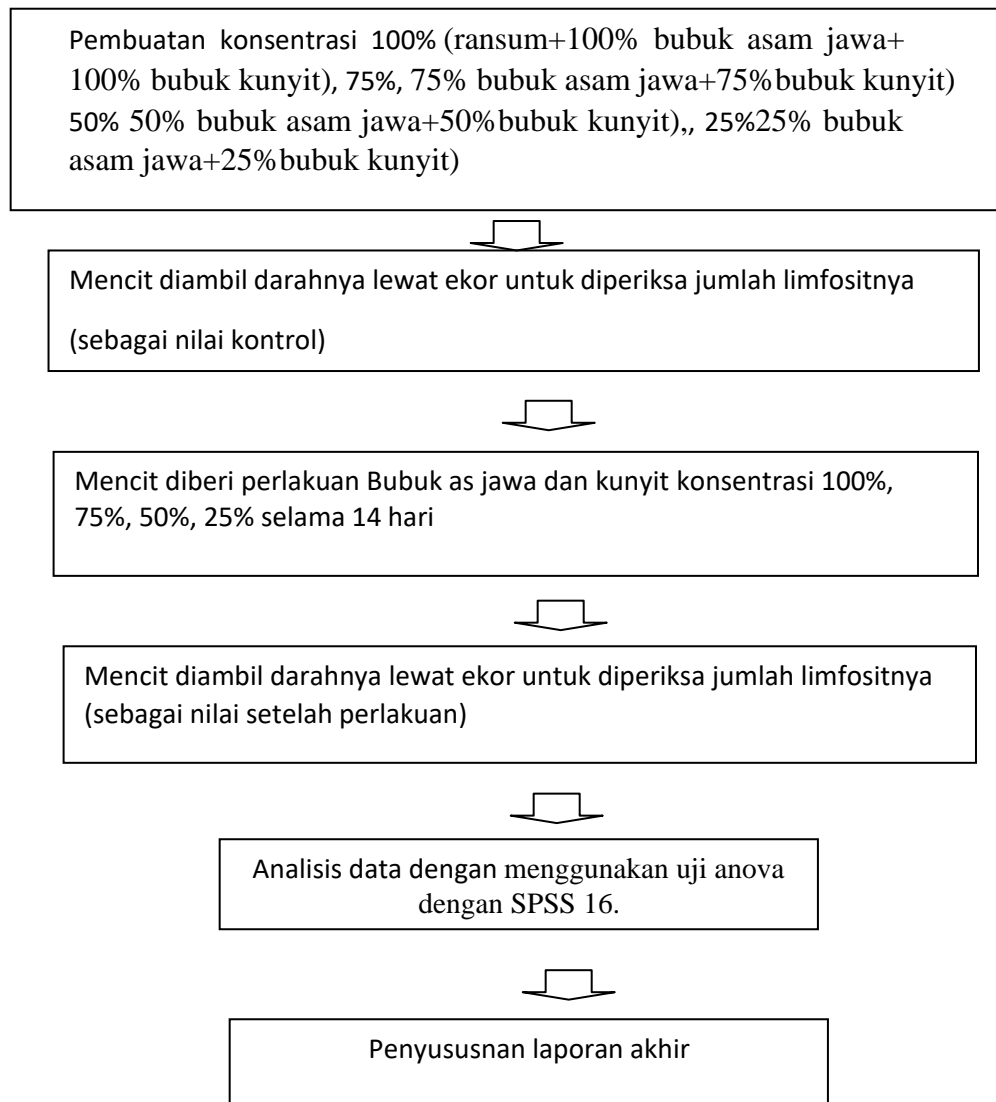 Pembuatan konsentrasi 100% (ransum+100% bubuk asam jawa+
100% bubuk kunyit), 75%, 75% bubuk asam jawa+75%bubuk kunyit)
50% 50% bubuk asam jawa+50%bubuk kunyit),, 25%25% bubuk
asam jawa+25%bubuk kunyit)
Mencit diambil darahnya lewat ekor untuk diperiksa jumlah limfositnya
(sebagai nilai kontrol)
Mencit diberi perlakuan Bubuk as jawa dan kunyit konsentrasi 100%,
75%, 50%, 25% selama 14 hari
Mencit diambil darahnya lewat ekor untuk diperiksa jumlah limfositnya
(sebagai nilai setelah perlakuan)
Analisis data dengan menggunakan uji anova
dengan SPSS 16.
Penyususnan laporan akhir